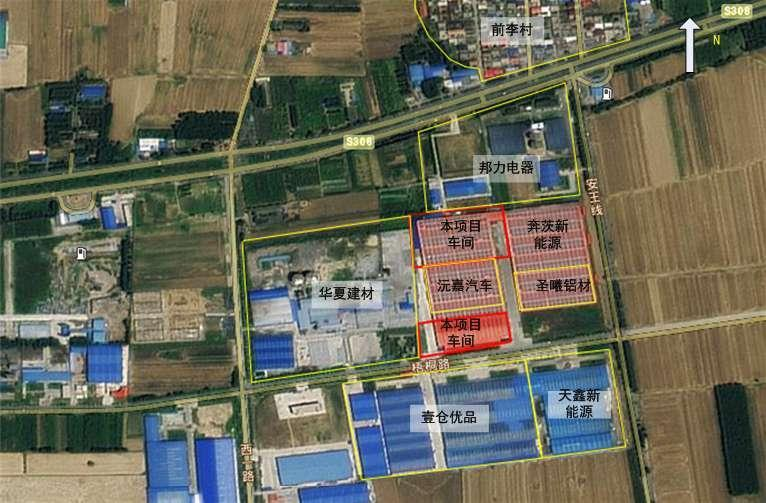 S308
前李村
N
S308
邦力电器
安王线
本项目
车间
奔茨新
能源
华夏建材
沅嘉汽车
圣曦铝材
本项目
车间
梧桐路
天鑫新
能源
壹仓优品
西二路